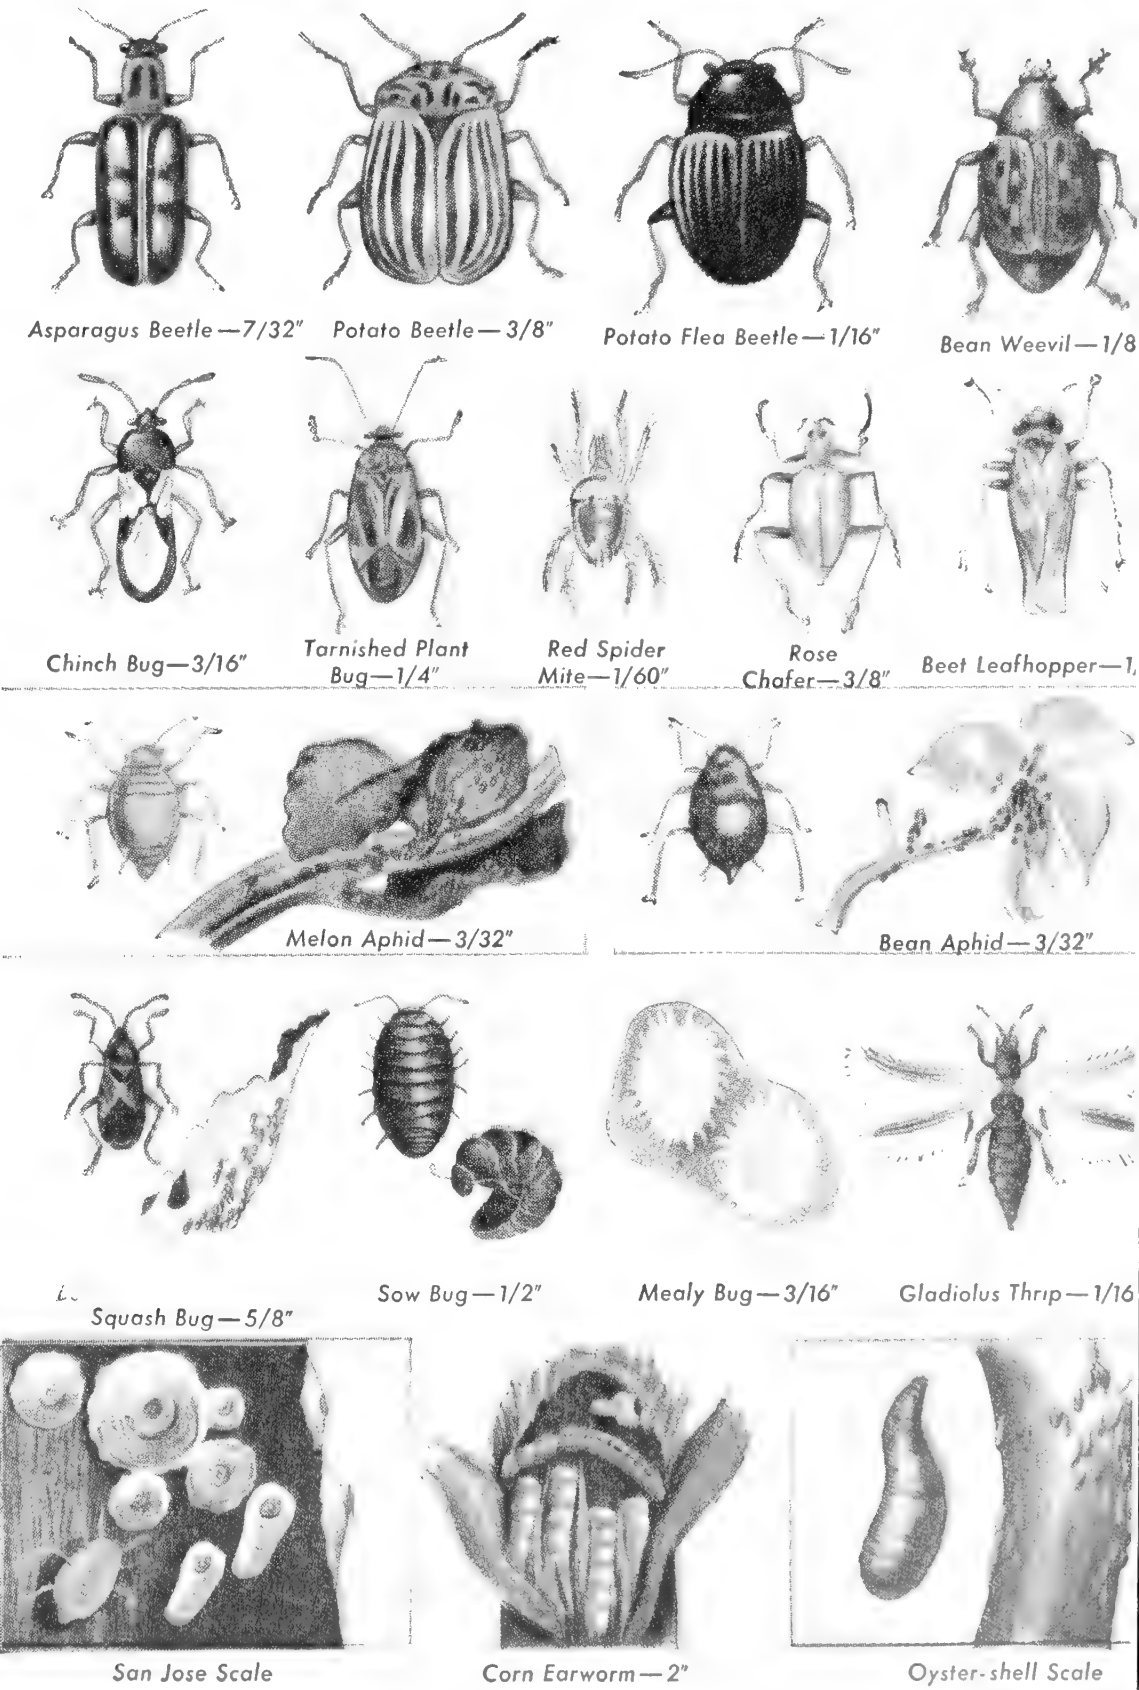 Asparagus Beetle—7/32"
Potato Beetle—3/8"
Potato Flea Beetle—1/16"
Bean Weevil—1/8
Chinch Bug—3/16"
Tarnished Plant
Bug—1/4"
Red Spider
Mite—1/60"
Rose
Chafer—3/8"
Beet Leafhopper—1
Melon Aphid—3/32"
Bean Aphid—3/32"
Squash Bug—5/8"
Sow Bug—1/2"
Mealy Bug—3/16"
Gladiolus Thrip—1/16
San Jose Scale
Corn Earworm—2"
Oyster-shell Scale